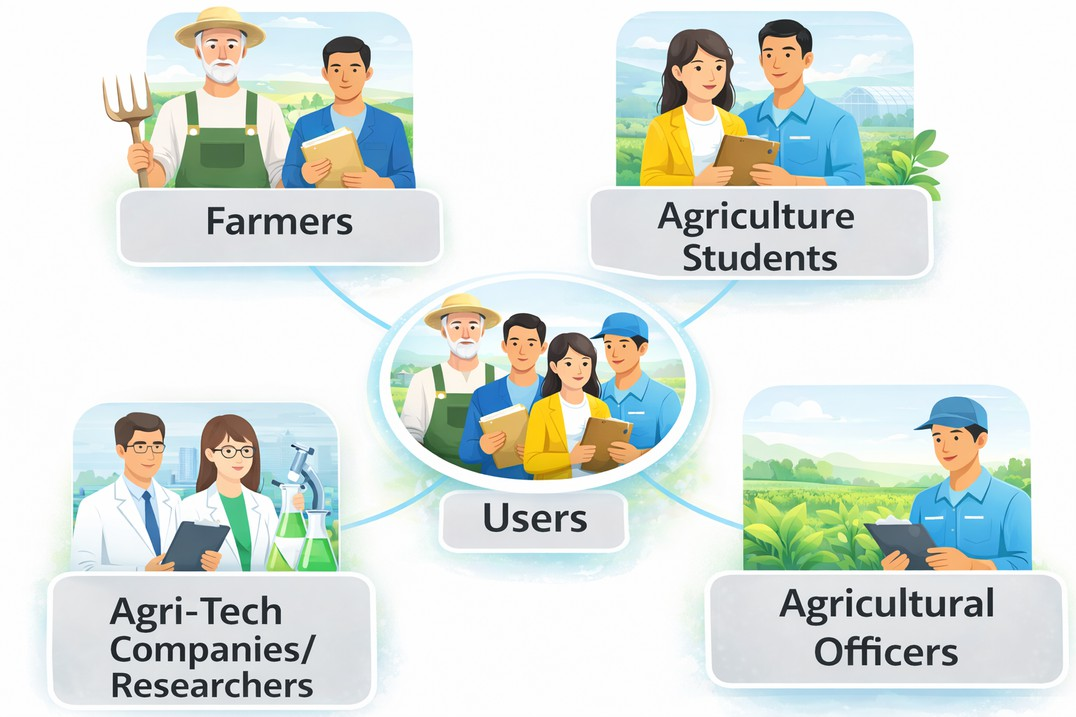 Farmers
Agriculture
Students
Users
Agri-Tech
Companies/
Researchers
Agricultural
Officers